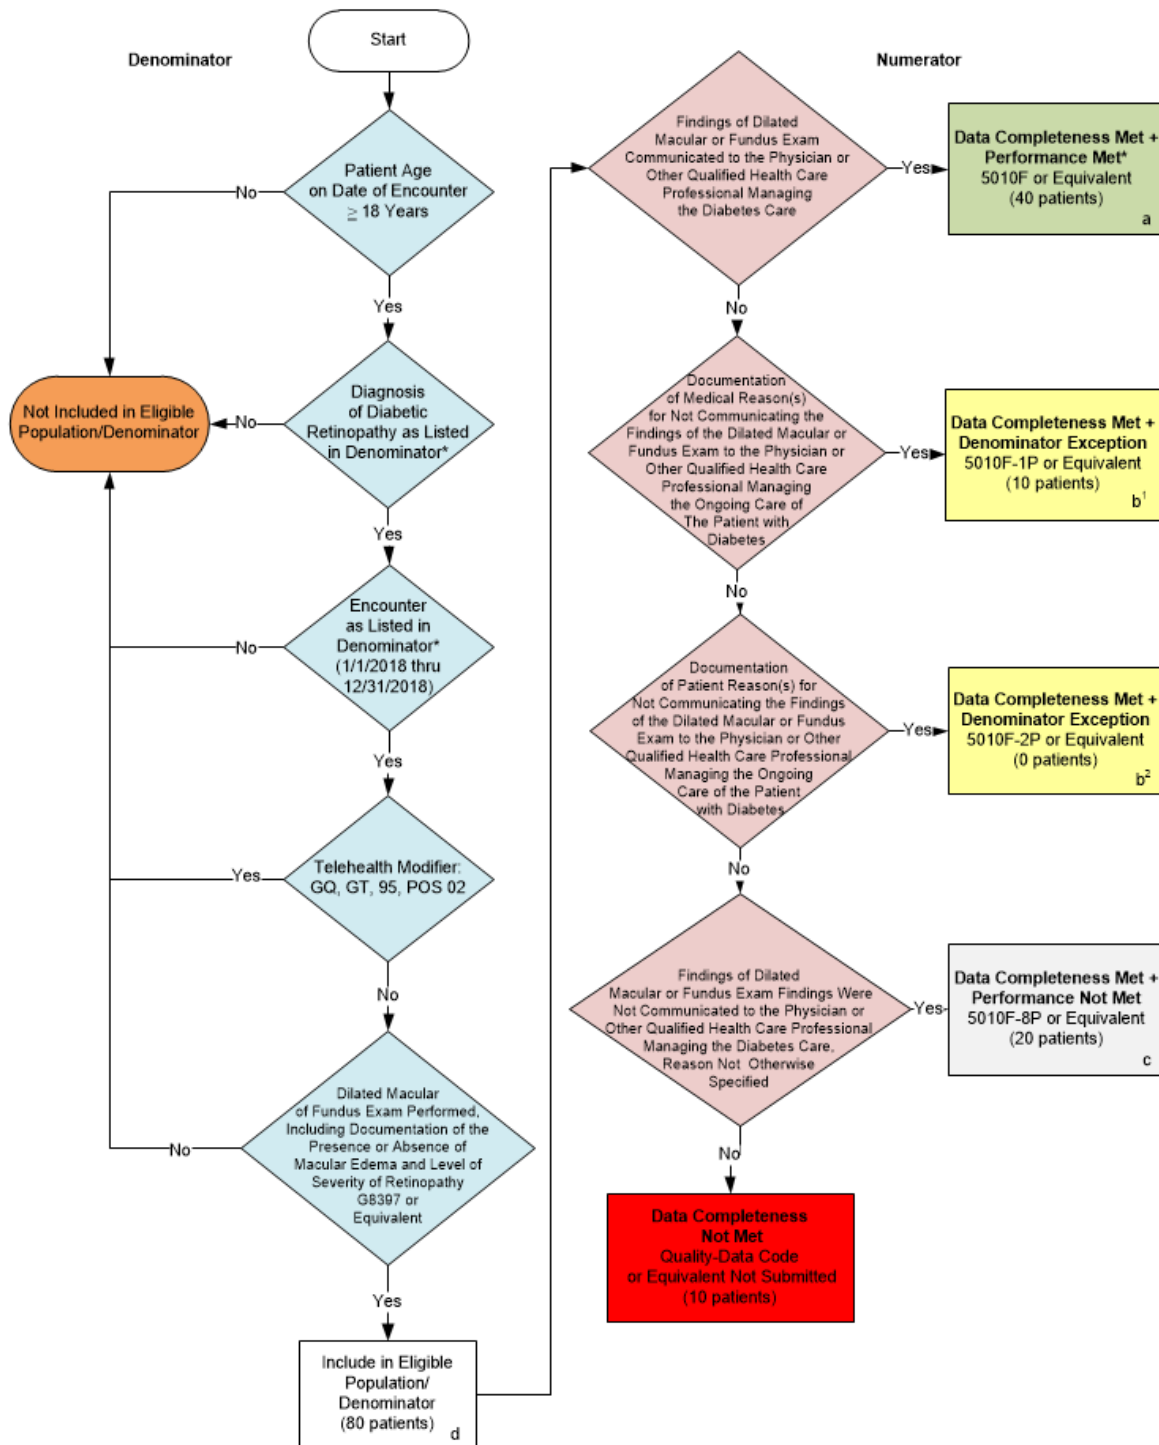 Start
Denominator
Patient Age
on Date of Encounter
≥ 18 Years
No
Yes
Not Included in Eligible
Population/Denominator
Diagnosis
of Diabetic
Retinopathy as Listed
in Denominator*
No
Yes
Encounter
as Listed in
Denominator*
(1/1/2018 thru
12/31/2018)
No
Yes
Telehealth Modifier:
GQ, GT, 95, POS 02
Yes
No
Dilated Macular
of Fundus Exam Performed,
Including Documentation of the
Presence or Absence of
Macular Edema and Level of
Severity of Retinopathy
G8397 or
Equivalent
No
Yes
Include in Eligible
Population/
Denominator
(80 patients)
d
Numerator
Findings of Dilated
Macular or Fundus Exam
Communicated to the Physician or
Other Qualified Health Care
Professional Managing
the Diabetes Care
Yes
Data Completeness Met +
Performance Met*
5010F or Equivalent
(40 patients)
a
No
Documentation
of Medical Reason(s)
for Not Communicating the
Findings of the Dilated Macular or
Fundus Exam to the Physician or
Other Qualified Health Care
Professional Managing
the Ongoing Care of
The Patient with
Diabetes
Yes
Data Completeness Met +
Denominator Exception
5010F-1P or Equivalent
(10 patients)
b¹
No
Documentation
of Patient Reason(s) for
Not Communicating the Findings
of the Dilated Macular or Fundus
Exam to the Physician or Other
Qualified Health Care Professional
Managing the Ongoing
Care of the Patient
with Diabetes
Yes
Data Completeness Met +
Denominator Exception
5010F-2P or Equivalent
(0 patients)
b²
No
Findings of Dilated
Macular or Fundus Exam Findings Were
Not Communicated to the Physician or
Other Qualified Health Care Professional
Managing the Diabetes Care,
Reason Not Otherwise
Specified
Yes
Data Completeness Met +
Performance Not Met
5010F-8P or Equivalent
(20 patients)
c
No
Data Completeness
Not Met
Quality-Data Code
or Equivalent Not Submitted
(10 patients)